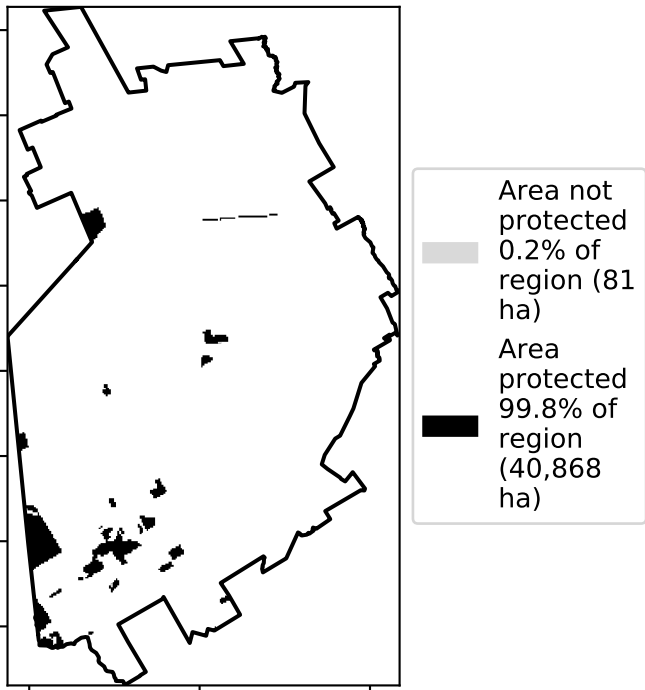 Area not
protected
0.2% of
region (81
ha)
Area
protected
99.8% of
region
(40,868
ha)